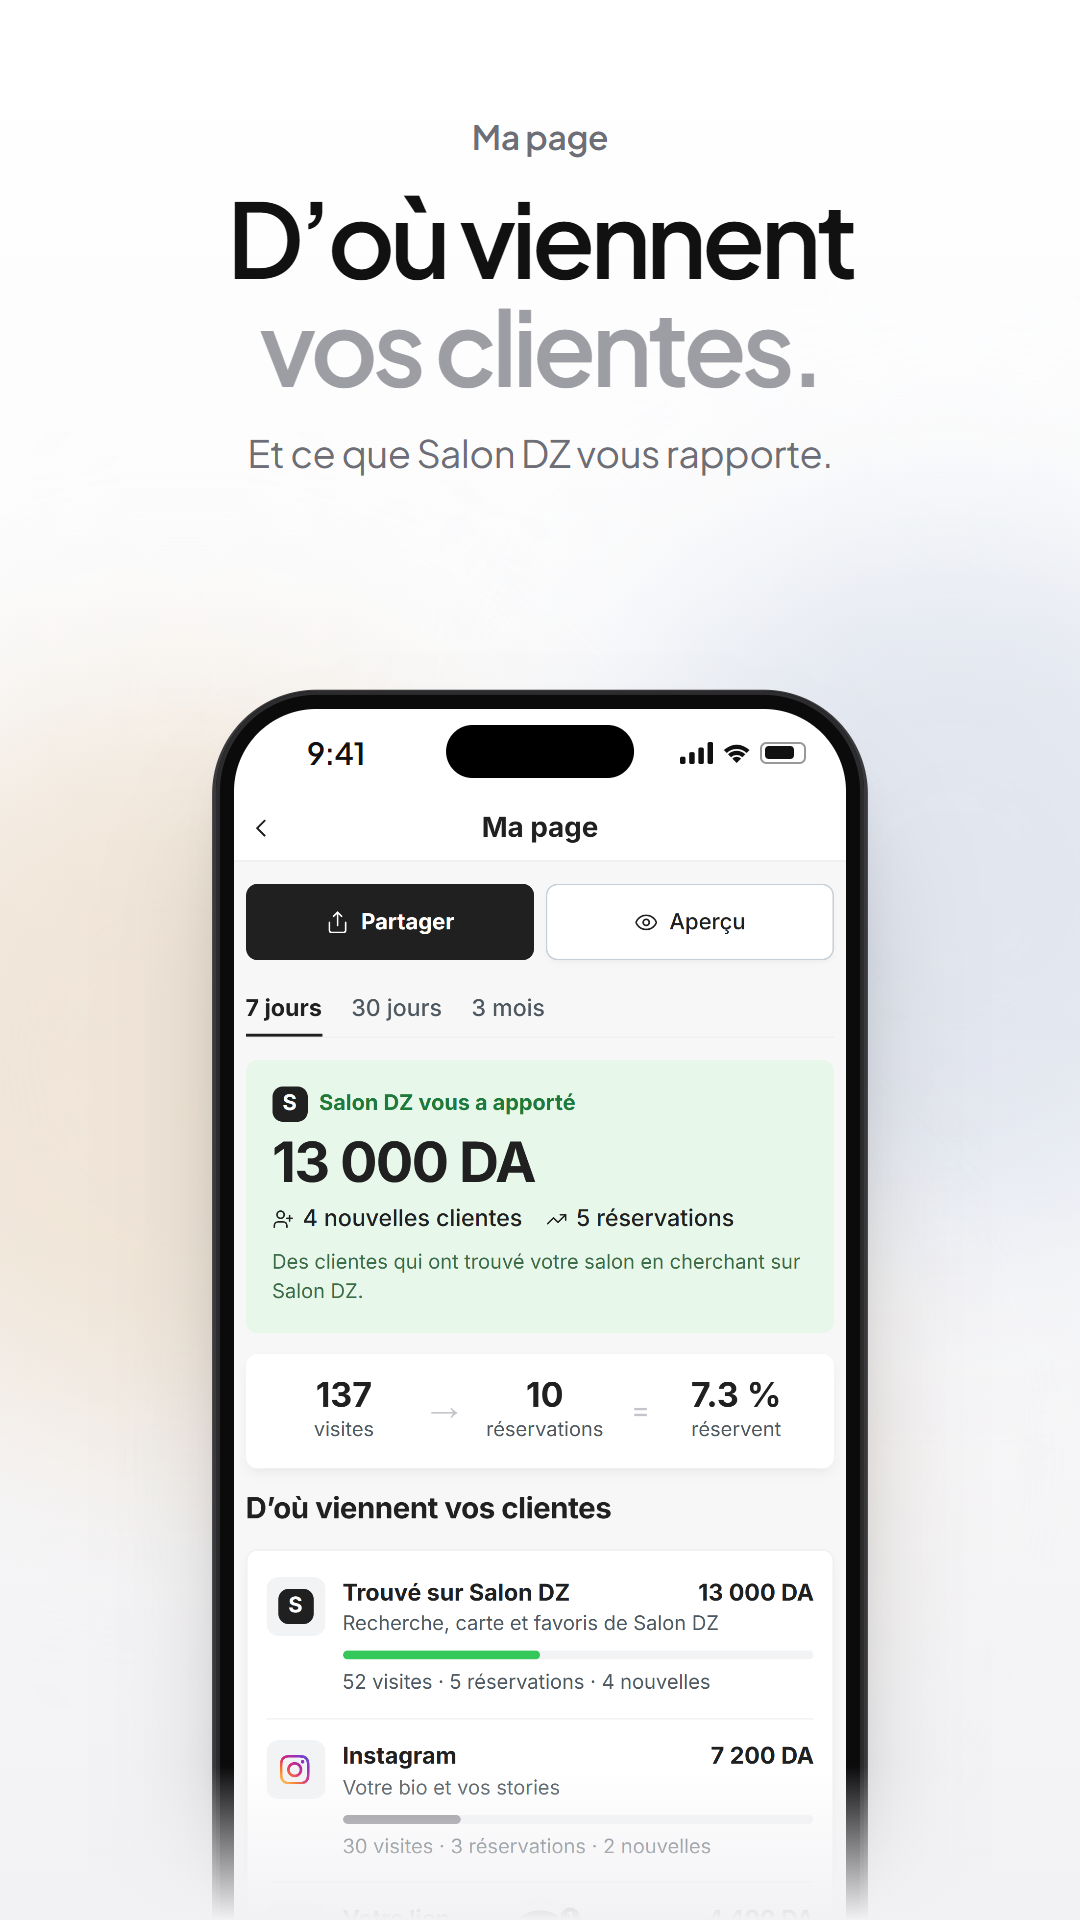 Ma page
D’où viennent
vos clientes.
Et ce que Salon DZ vous rapporte.
9:41
Ma page
Partager
Aperçu
7 jours 30 jours 3 mois
S Salon DZ vous a apporté
13 000 DA
4 nouvelles clientes 5 réservations
Des clientes qui ont trouvé votre salon en cherchant sur
Salon DZ.
137 → 10 = 7.3 %
visites réservations réservent
D’où viennent vos clientes
S Trouvé sur Salon DZ 13 000 DA
Recherche, carte et favoris de Salon DZ
52 visites · 5 réservations · 4 nouvelles
Instagram 7 200 DA
Votre bio et vos stories
30 visites · 3 réservations · 2 nouvelles
Votre lien